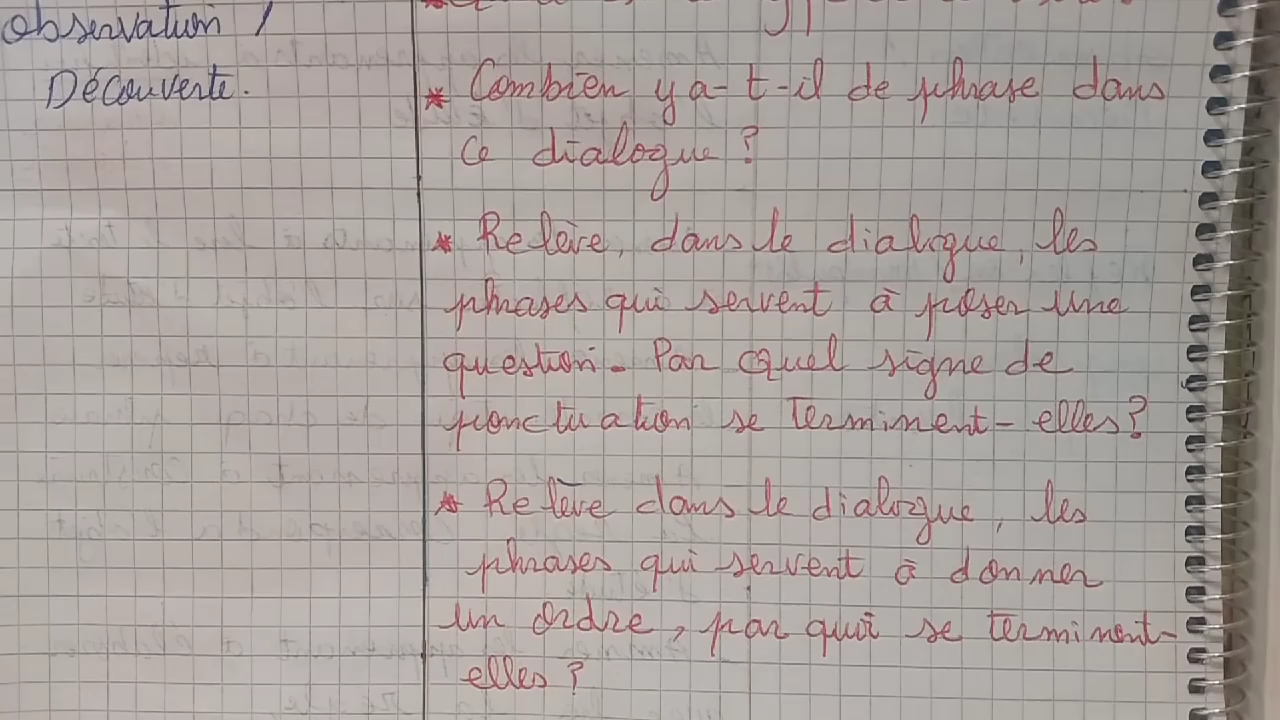 Observation /
Découverte.
* Combien y a-t-il de phrase dans
ce dialogue ?
* Relève, dans le dialogue, les
phrases qui servent à poser une
question. Par quel signe de
ponctuation se terminent-elles ?
* Relève dans le dialogue, les
phrases qui servent à donner
un ordre, par quoi se terminent-
elles ?